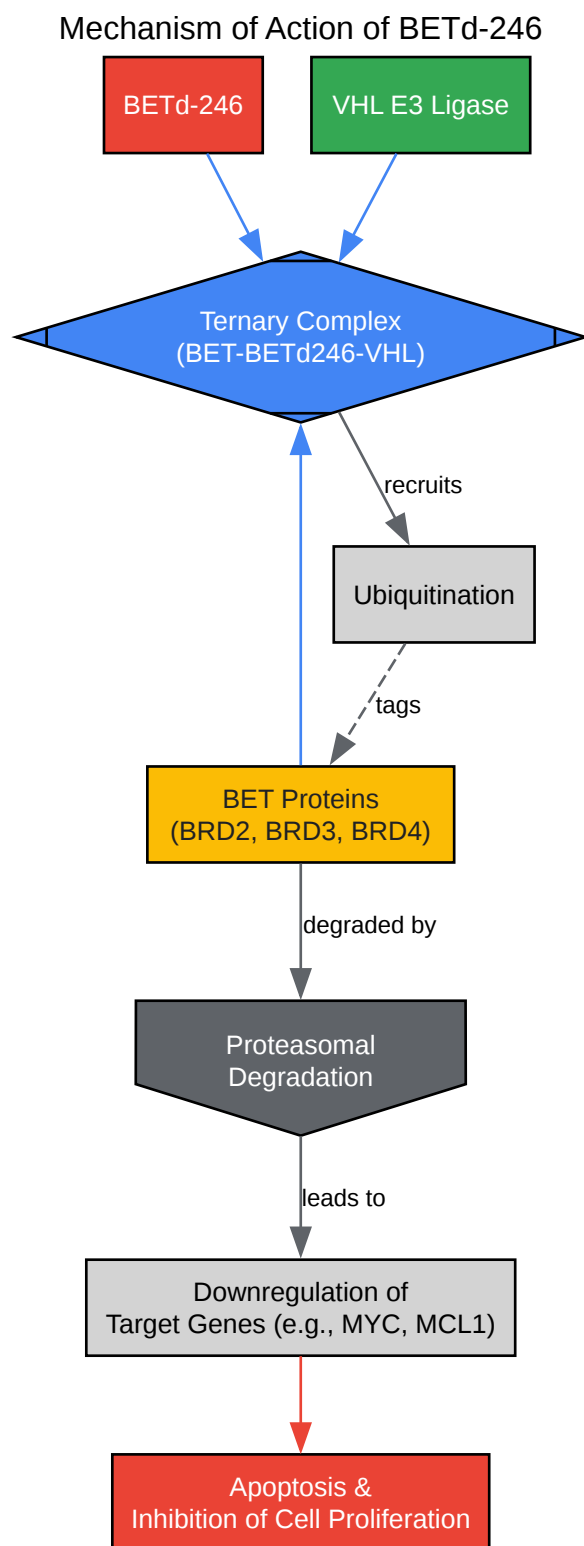 Mechanism of Action of BETd-246
BETd-246
VHL E3 Ligase
Ternary Complex
(BET-BETd246-VHL)
recruits
Ubiquitination
tags
BET Proteins
(BRD2, BRD3, BRD4)
degraded by
Proteasomal
Degradation
leads to
Downregulation of
Target Genes (e.g., MYC, MCL1)
Apoptosis &
Inhibition of Cell Proliferation